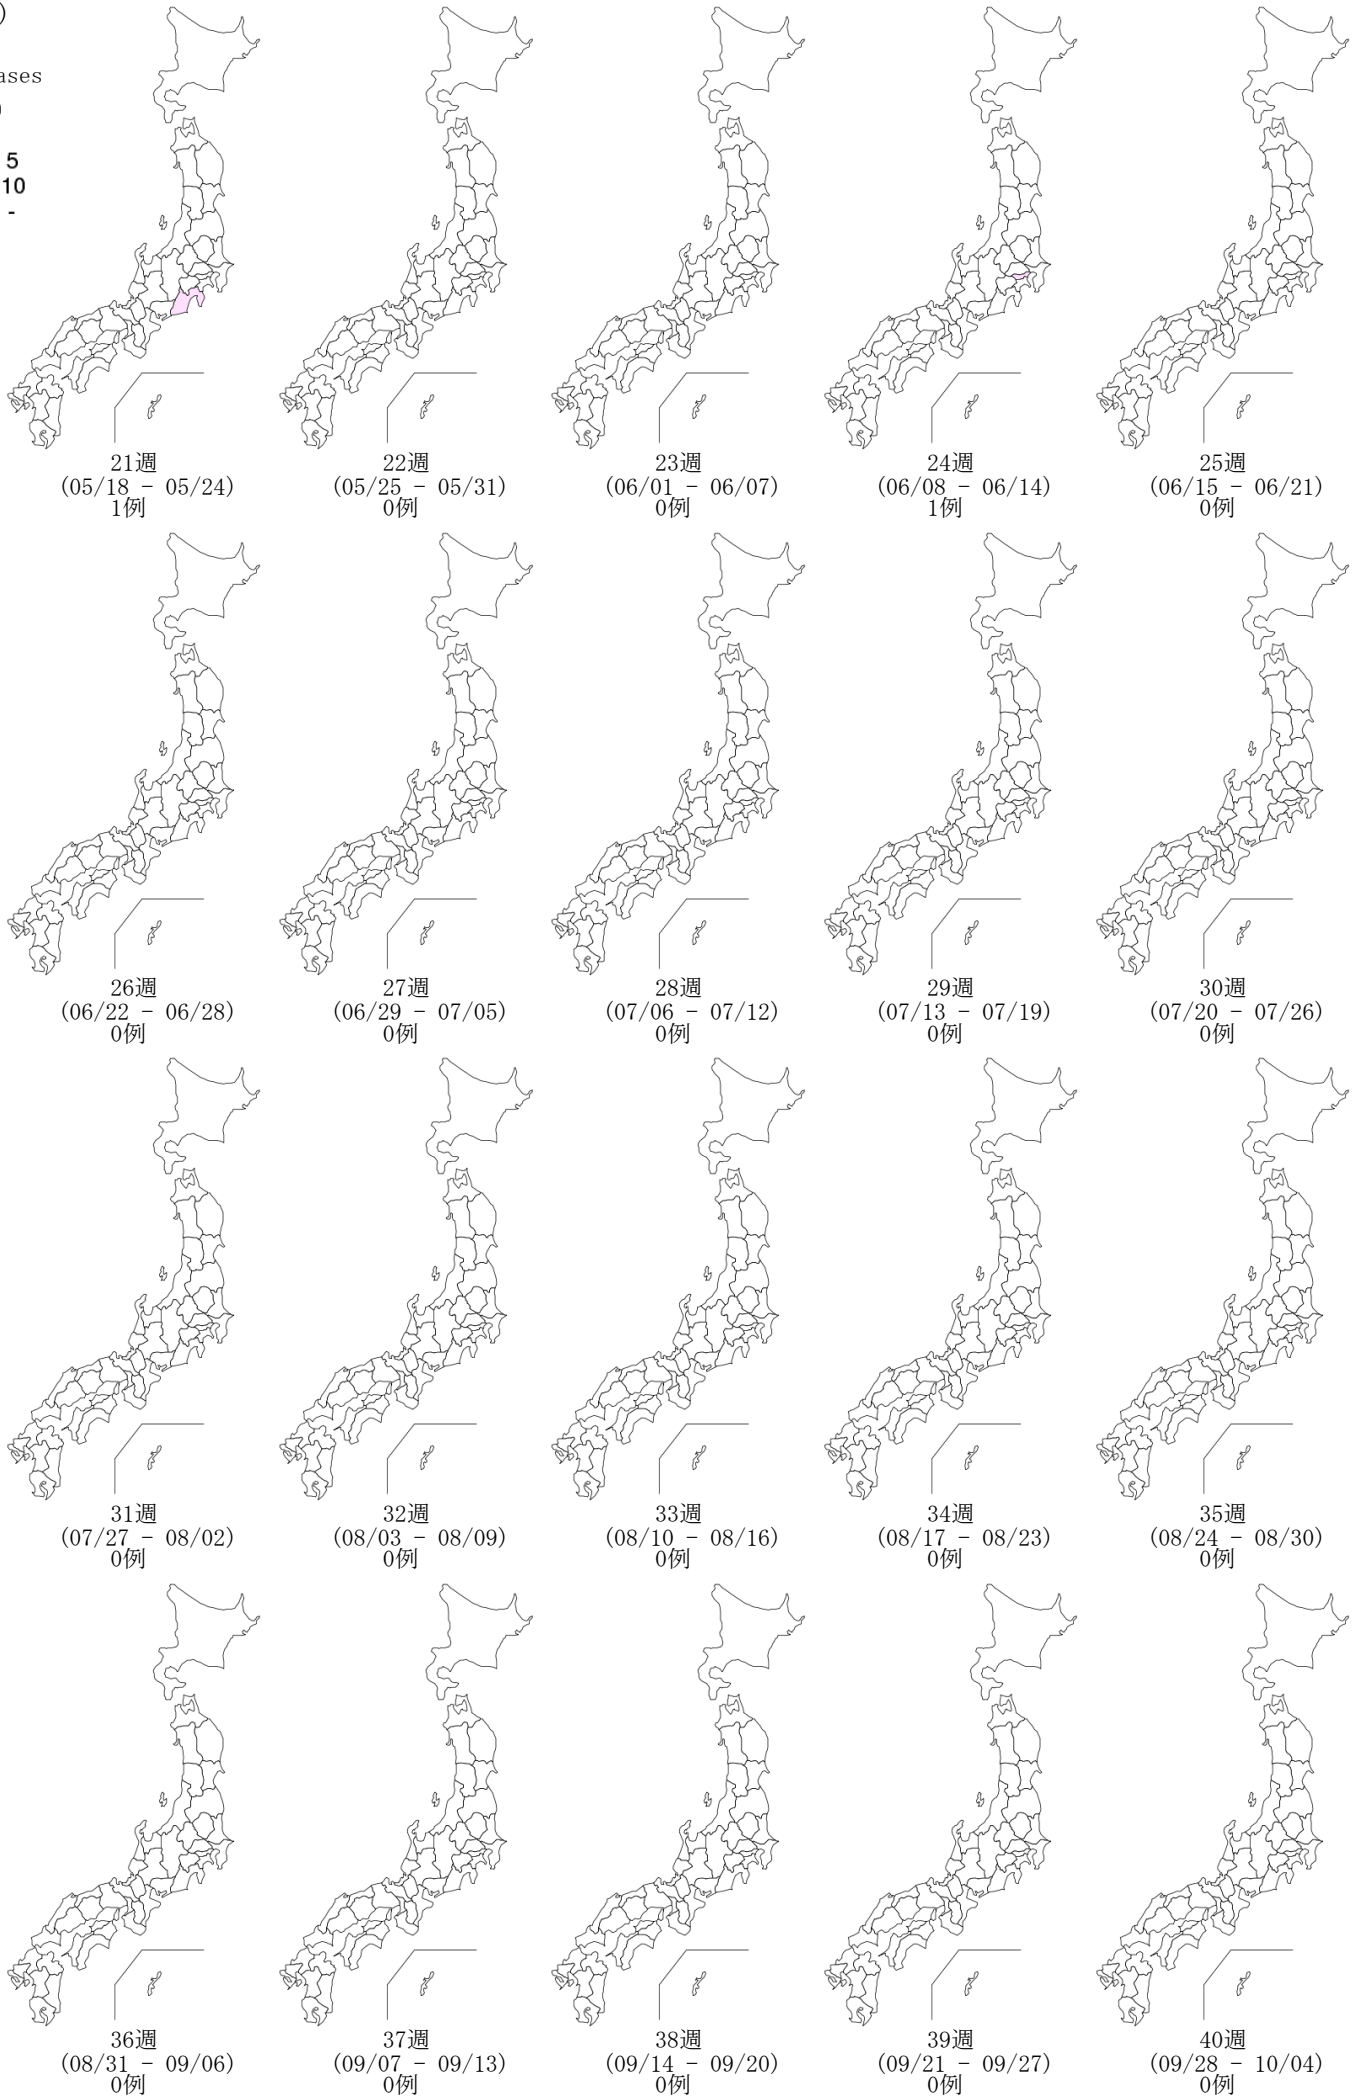 )
ases
0
5
10
-
21週
(05/18 - 05/24)
1例
22週
(05/25 - 05/31)
0例
23週
(06/01 - 06/07)
0例
24週
(06/08 - 06/14)
1例
25週
(06/15 - 06/21)
0例
26週
(06/22 - 06/28)
0例
27週
(06/29 - 07/05)
0例
28週
(07/06 - 07/12)
0例
29週
(07/13 - 07/19)
0例
30週
(07/20 - 07/26)
0例
31週
(07/27 - 08/02)
0例
32週
(08/03 - 08/09)
0例
33週
(08/10 - 08/16)
0例
34週
(08/17 - 08/23)
0例
35週
(08/24 - 08/30)
0例
36週
(08/31 - 09/06)
0例
37週
(09/07 - 09/13)
0例
38週
(09/14 - 09/20)
0例
39週
(09/21 - 09/27)
0例
40週
(09/28 - 10/04)
0例